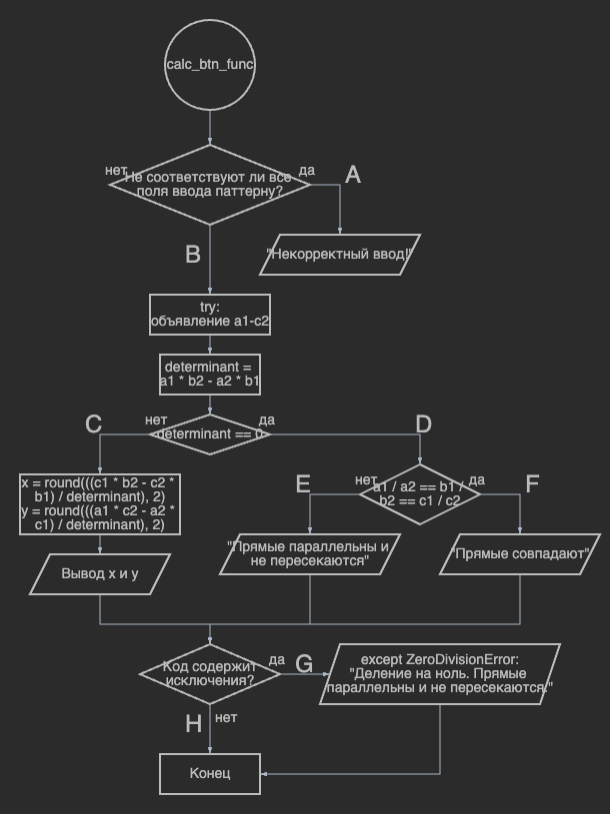 calc_btn_func
Не соответствуют ли все
поля ввода паттерну?
нет
да
A
"Некорректный ввод!"
B
try:
объявление a1-c2
determinant =
a1 * b2 - a2 * b1
determinant == 0
нет
да
C
D
x = round(((c1 * b2 - c2 *
b1) / determinant), 2)
y = round(((a1 * c2 - a2 *
c1) / determinant), 2)
Вывод x и y
a1 / a2 == b1 /
b2 == c1 / c2
нет
да
E
F
"Прямые параллельны и
не пересекаются"
"Прямые совпадают"
Код содержит
исключения?
да
G
except ZeroDivisionError:
"Деление на ноль. Прямые
параллельны и не пересекаются."
H
нет
Конец